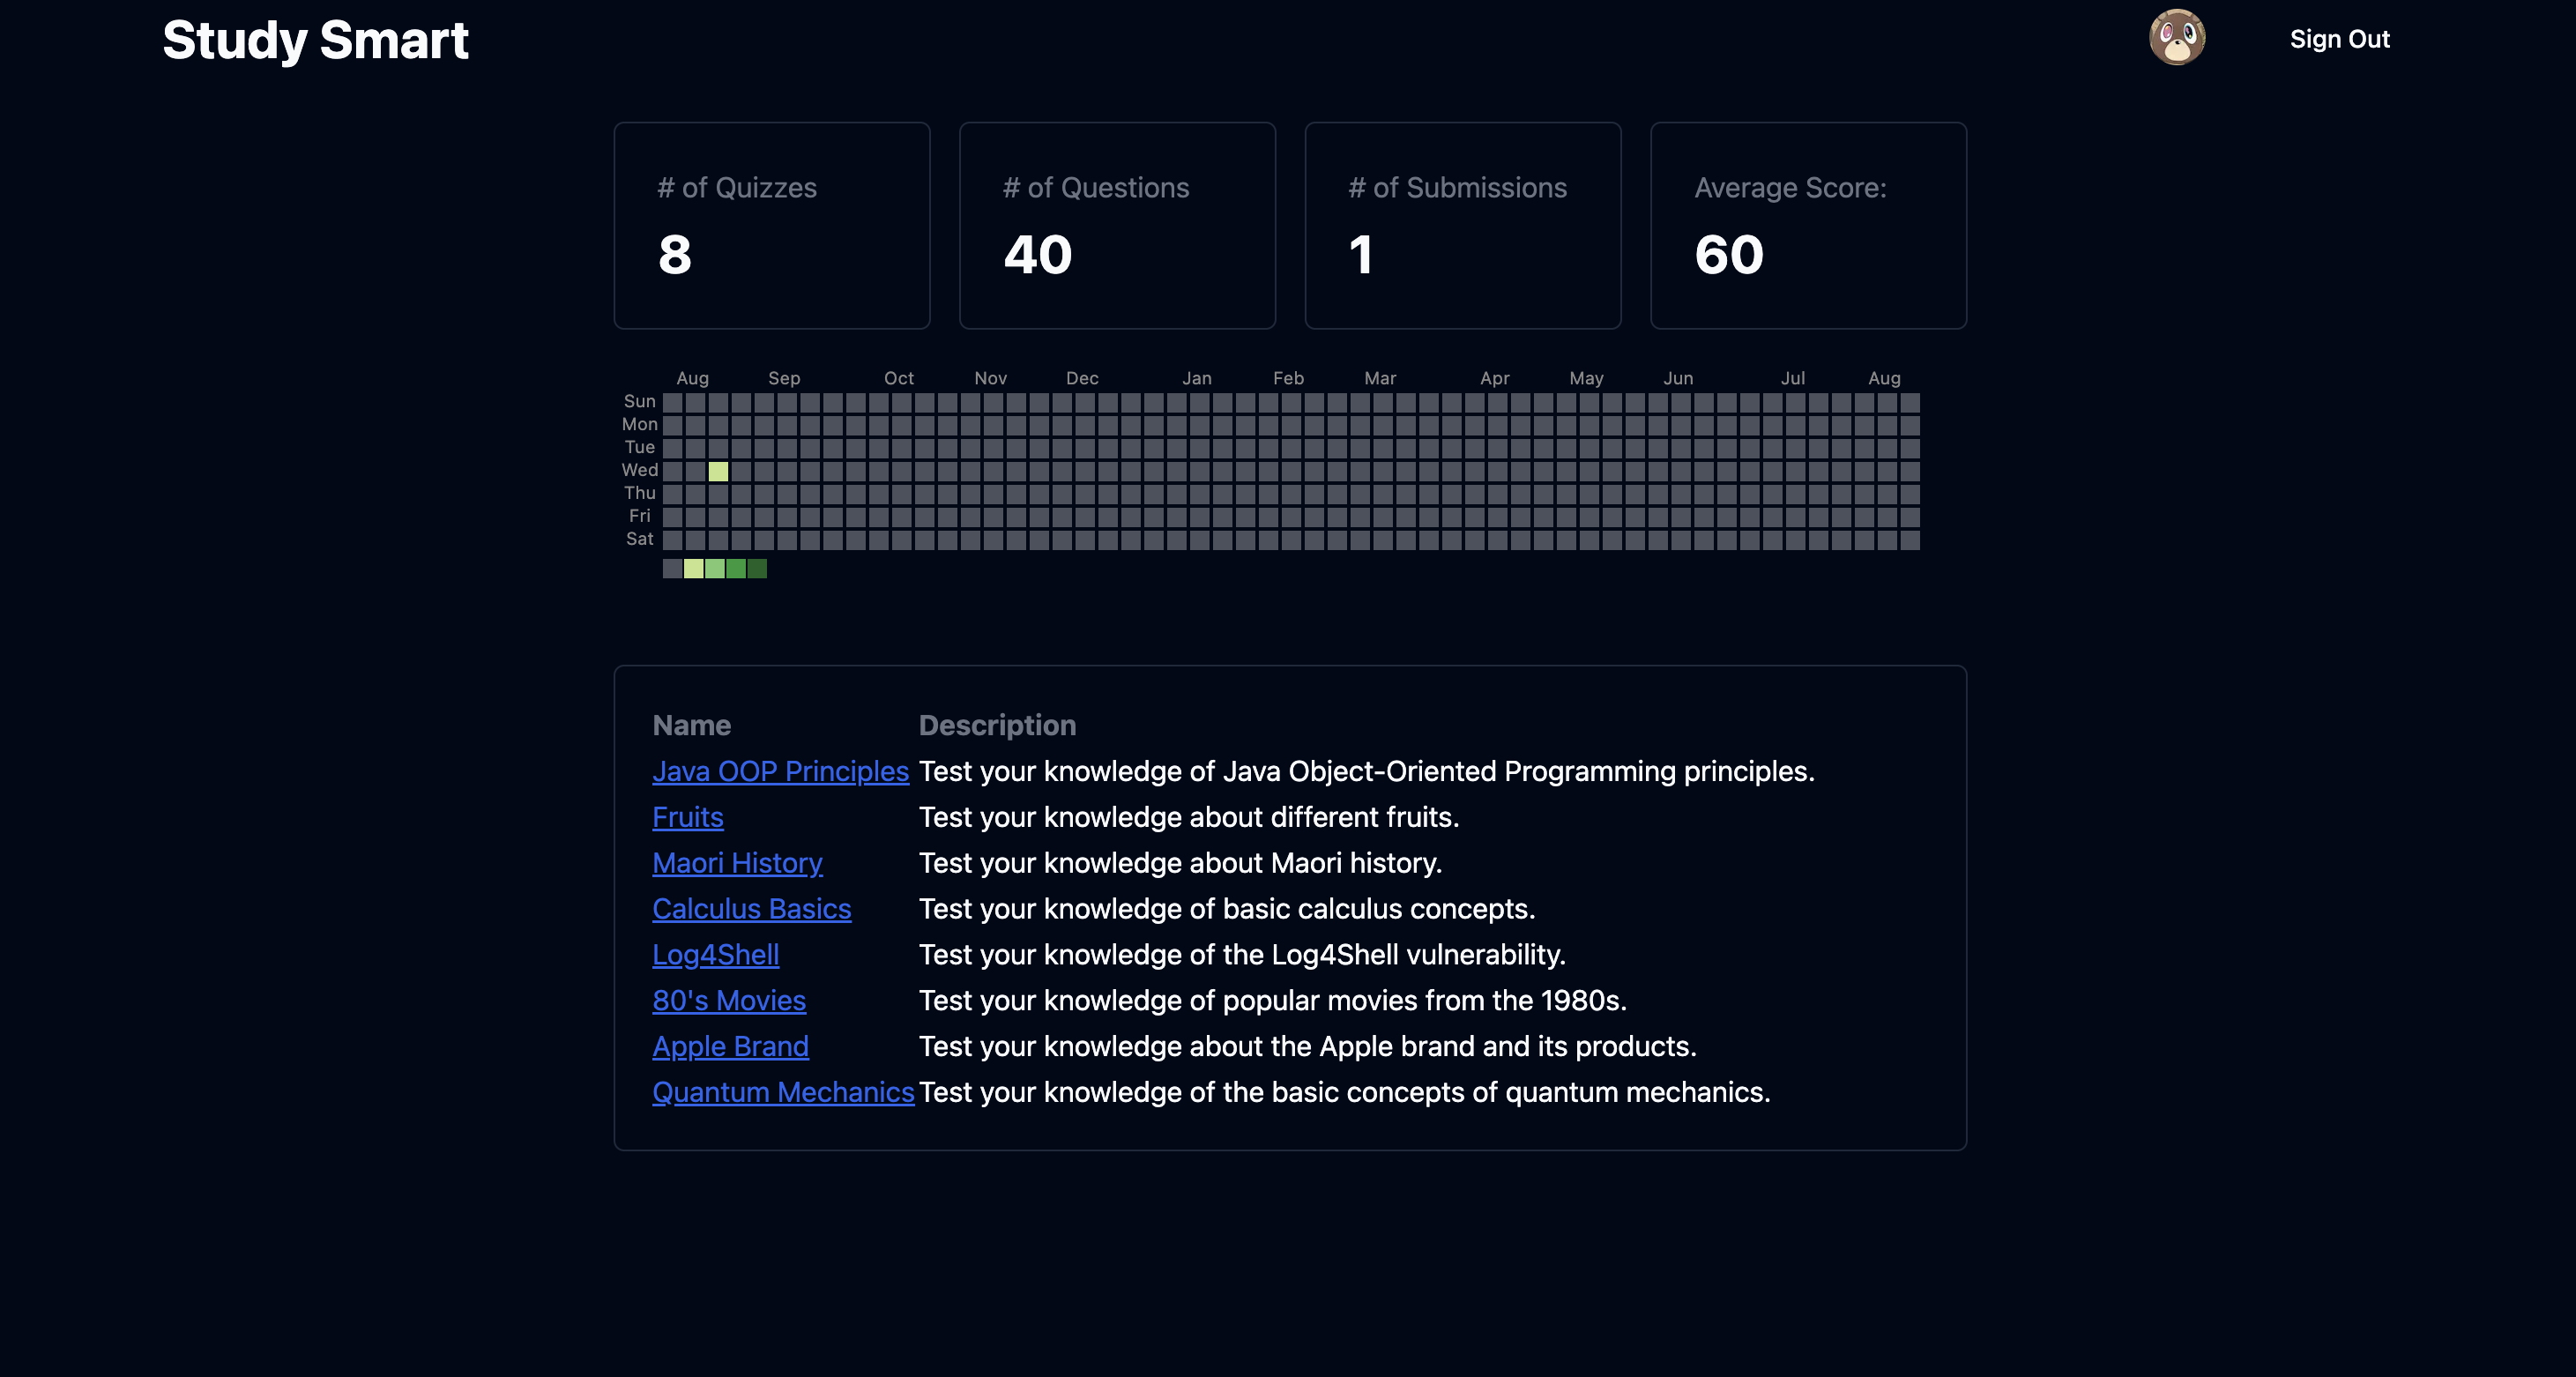 Study Smart
Sign Out
# of Quizzes
8
# of Questions
40
# of Submissions
1
Average Score:
60
Aug Sep Oct Nov Dec Jan Feb Mar Apr May Jun Jul Aug
Sun
Mon
Tue
Wed
Thu
Fri
Sat
Name Description
Java OOP Principles Test your knowledge of Java Object-Oriented Programming principles.
Fruits Test your knowledge about different fruits.
Maori History Test your knowledge about Maori history.
Calculus Basics Test your knowledge of basic calculus concepts.
Log4Shell Test your knowledge of the Log4Shell vulnerability.
80's Movies Test your knowledge of popular movies from the 1980s.
Apple Brand Test your knowledge about the Apple brand and its products.
Quantum Mechanics Test your knowledge of the basic concepts of quantum mechanics.